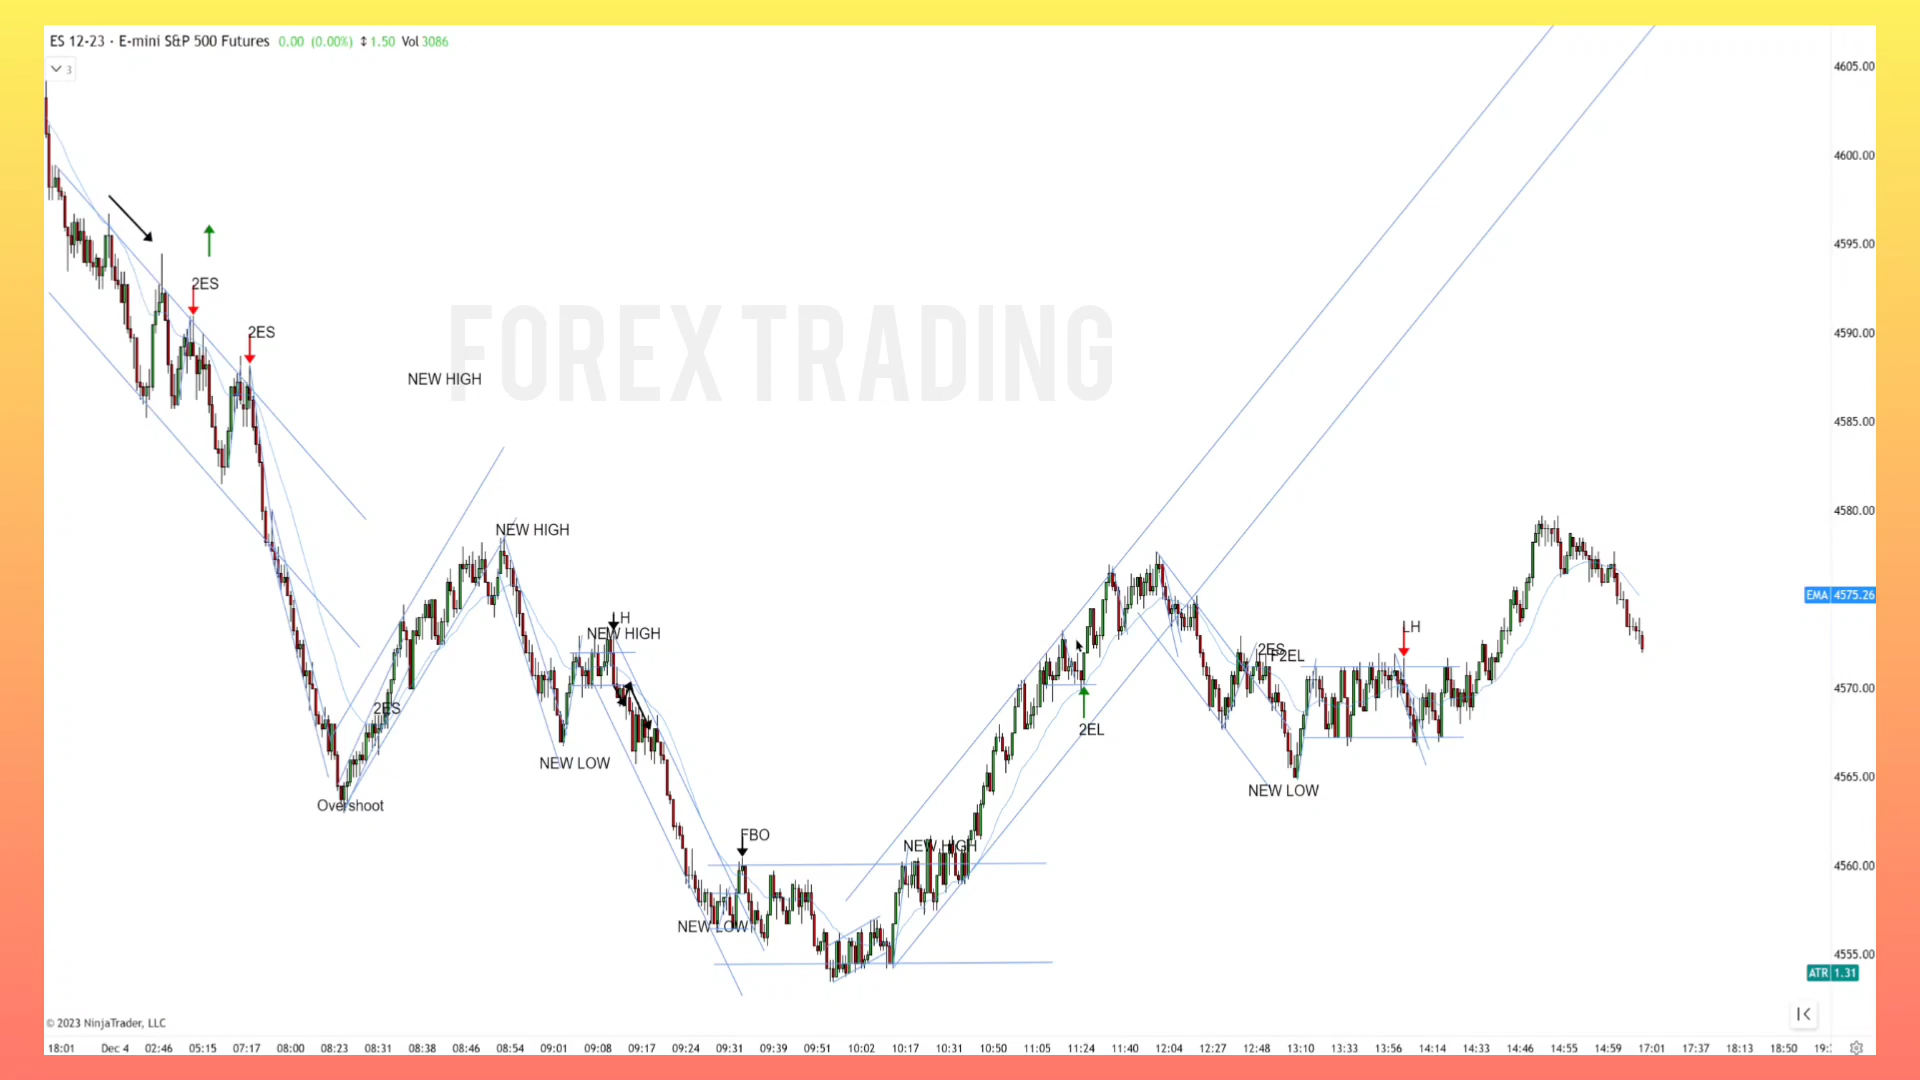 ES 12-23 · E-mini S&P 500 Futures 0.00 (0.00%) ⇕ 1.50 Vol 3086
3
4605.00
4600.00
4595.00
2ES
2ES
4590.00
FOREX TRADING
NEW HIGH
4585.00
4580.00
NEW HIGH
EMA 4575.26
LH
NEW HIGH
LH
2ES
F2EL
4570.00
2ES
2EL
NEW LOW
4565.00
NEW LOW
Overshoot
FBO
NEW HIGH
4560.00
NEW LOW
4555.00
ATR 1.31
© 2023 NinjaTrader, LLC
18:01 Dec 4 02:46 05:15 07:17 08:00 08:23 08:31 08:38 08:46 08:54 09:01 09:08 09:17 09:24 09:31 09:39 09:51 10:02 10:17 10:31 10:50 11:05 11:24 11:40 12:04 12:27 12:48 13:10 13:33 13:56 14:14 14:33 14:46 14:55 14:59 17:01 17:37 18:13 18:50